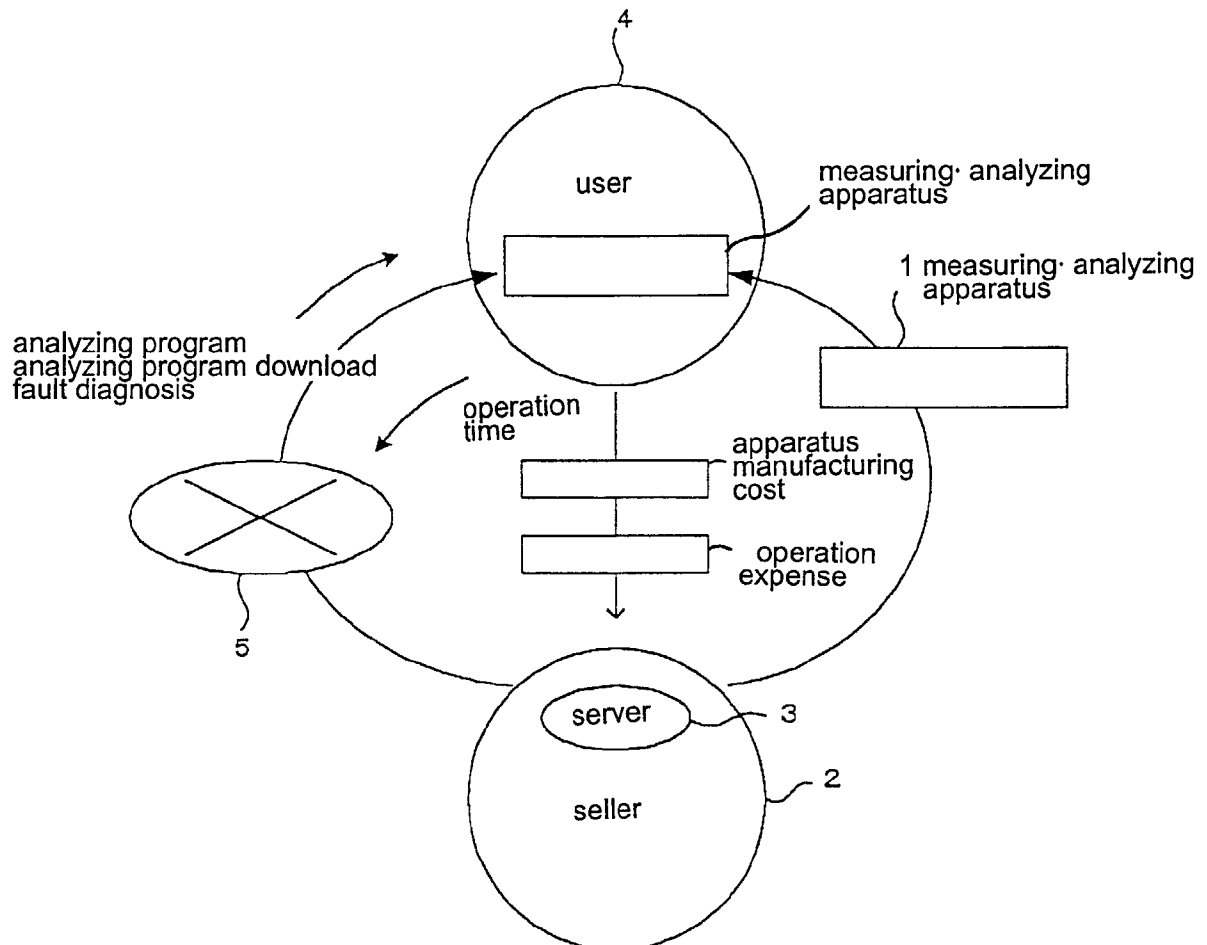 4
user
measuring· analyzing
apparatus
1 measuring· analyzing
apparatus
analyzing program
analyzing program download
fault diagnosis
operation
time
apparatus
manufacturing
cost
operation
expense
5
server
3
2
seller